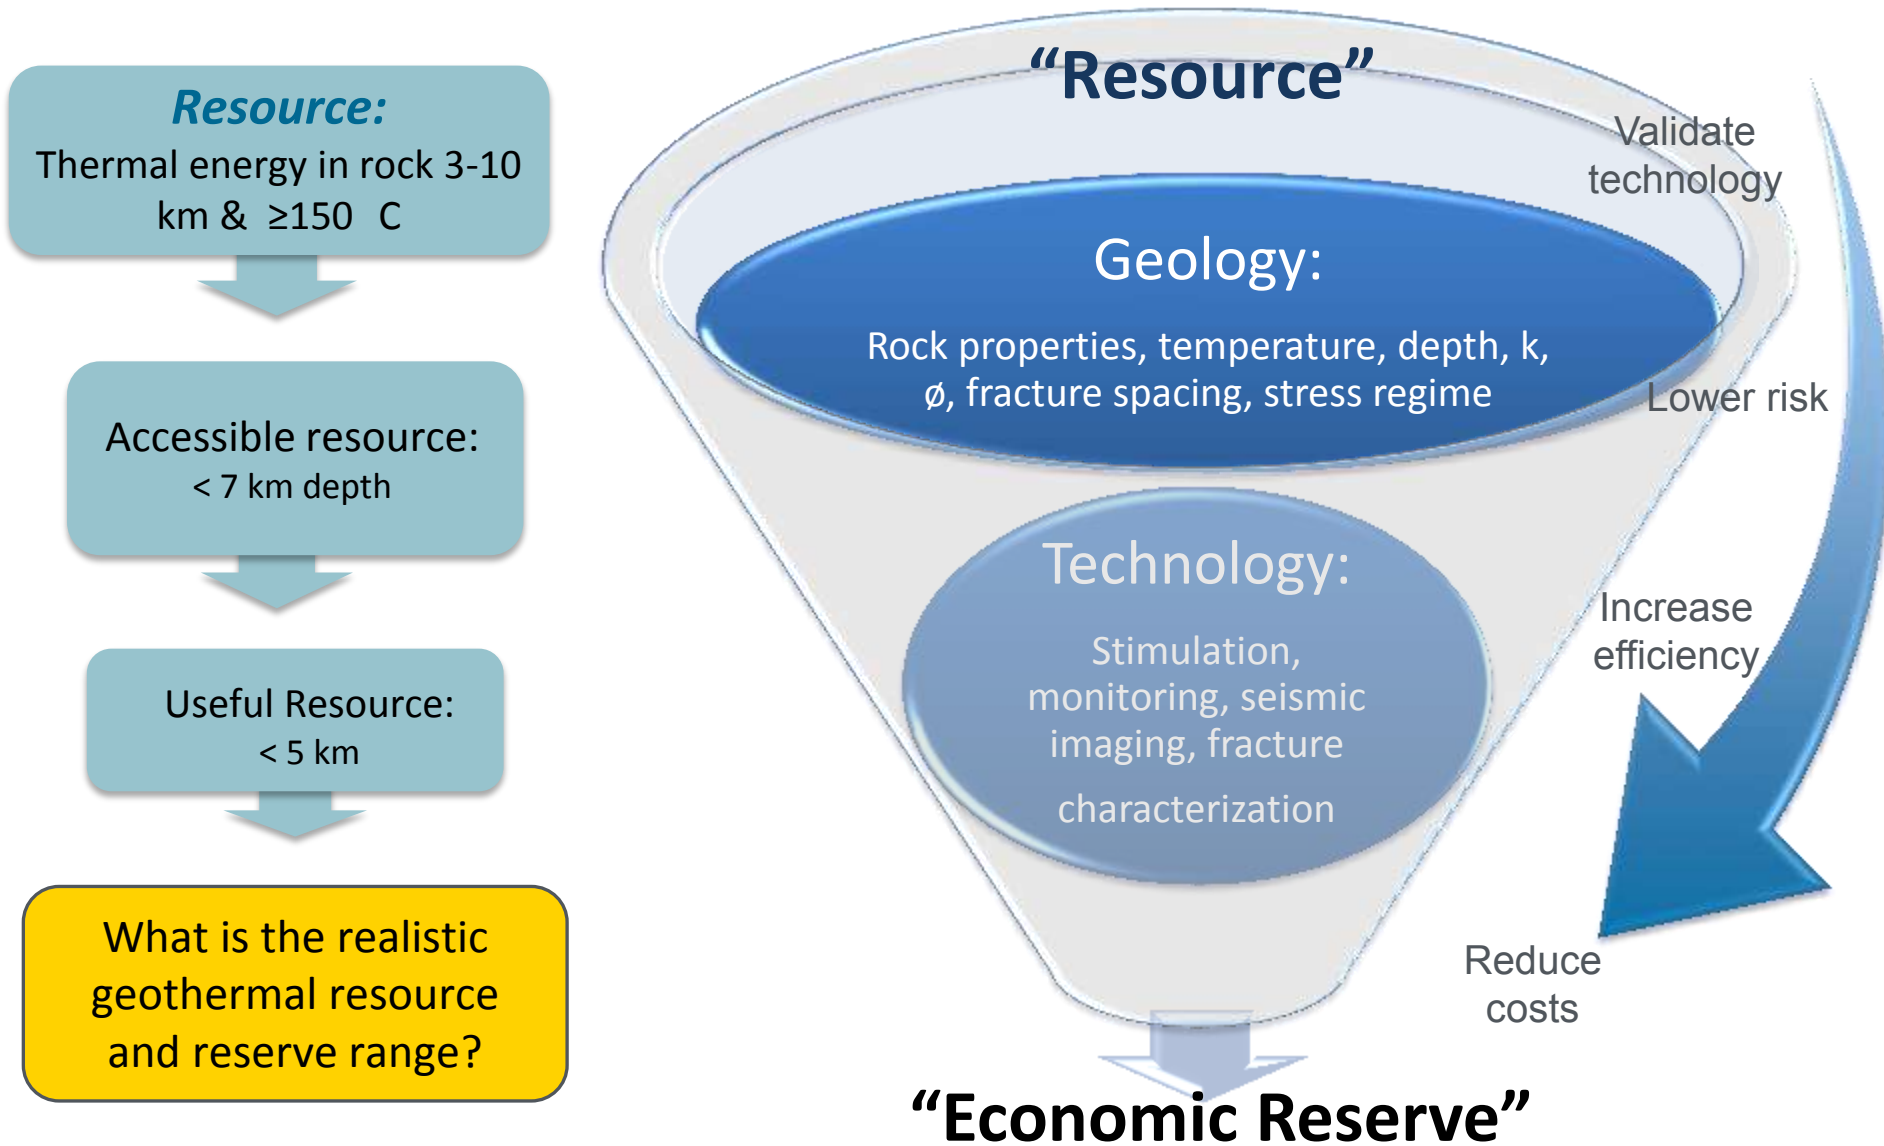 Resource:
Thermal energy in rock 3-10
km & ≥150 C
Accessible resource:
< 7 km depth
Useful Resource:
< 5 km
What is the realistic
geothermal resource
and reserve range?
“Resource”
Geology:
Rock properties, temperature, depth, k,
ø, fracture spacing, stress regime
Technology:
Stimulation,
monitoring, seismic
imaging, fracture
characterization
“Economic Reserve”
Validate
technology
Lower risk
Increase
efficiency
Reduce
costs